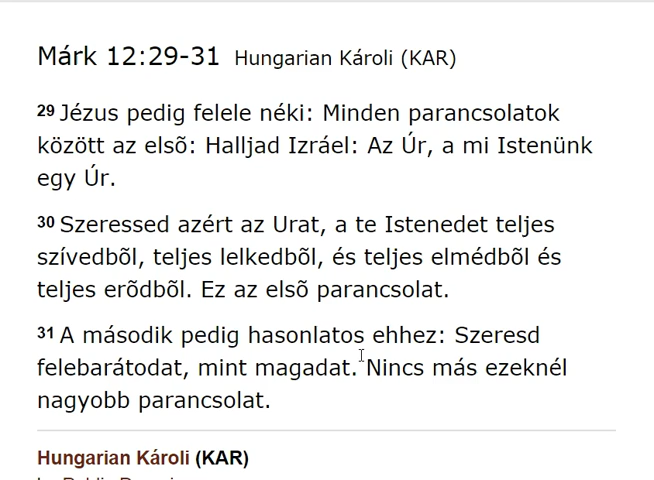 Márk 12:29-31 Hungarian Károli (KAR)
29 Jézus pedig felele néki: Minden parancsolatok
között az elsõ: Halljad Izráel: Az Úr, a mi Istenünk
egy Úr.
30 Szeressed azért az Urat, a te Istenedet teljes
szívedbõl, teljes lelkedbõl, és teljes elmédbõl és
teljes erõdbõl. Ez az elsõ parancsolat.
31 A második pedig hasonlatos ehhez: Szeresd
felebarátodat, mint magadat. Nincs más ezeknél
nagyobb parancsolat.
Hungarian Károli (KAR)